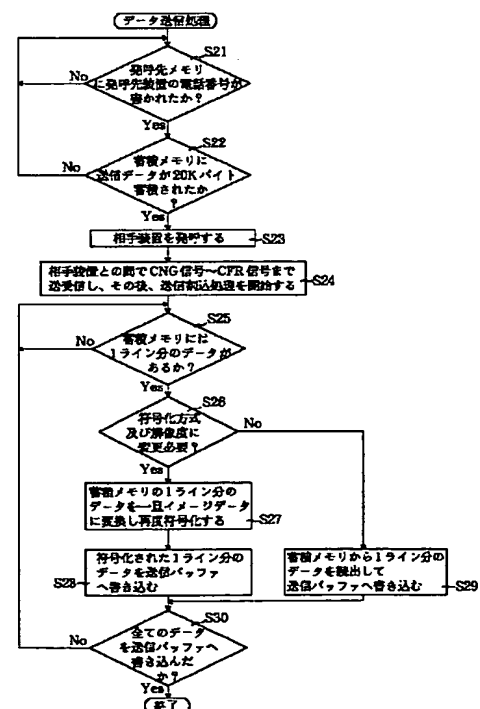 データ送信処理
S21
発呼先メモリ
に発呼先装置の電話番号が
書かれたか？
No
Yes
S22
蓄積メモリに
送信データが20Kバイト
蓄積されたか
？
No
Yes
相手装置を発呼する
S23
相手装置との間でCNG信号〜CFR信号まで
送受信し、その後、送信割込処理を開始する
S24
S25
蓄積メモリには
1ライン分のデータが
あるか？
No
Yes
S26
符号化方式
及び解像度に
変更必要？
No
Yes
蓄積メモリの1ライン分の
データを一旦イメージデータ
に変換し再度符号化する
S27
符号化された1ライン分の
データを送信バッファ
へ書き込む
S28
蓄積メモリから1ライン分の
データを読出して
送信バッファへ書き込む
S29
S30
全てのデータ
を送信バッファへ
書き込んだ
か？
No
Yes
終了